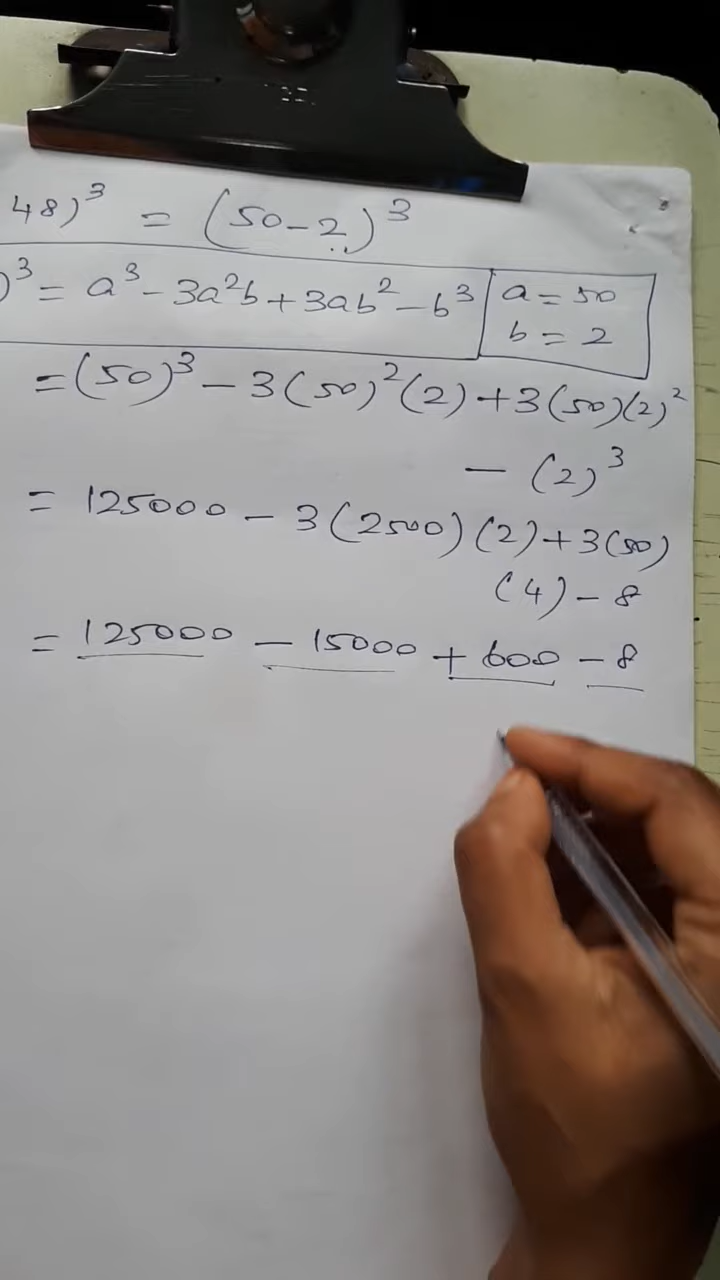 48)³ = (50-2)³
)³ = a³ - 3a²b + 3ab² - b³ a = 50
b = 2
= (50)³ - 3(50)²(2) + 3(50)(2)²
- (2)³
= 125000 - 3(2500)(2) + 3(50)
(4) - 8
= 125000 - 15000 + 600 - 8